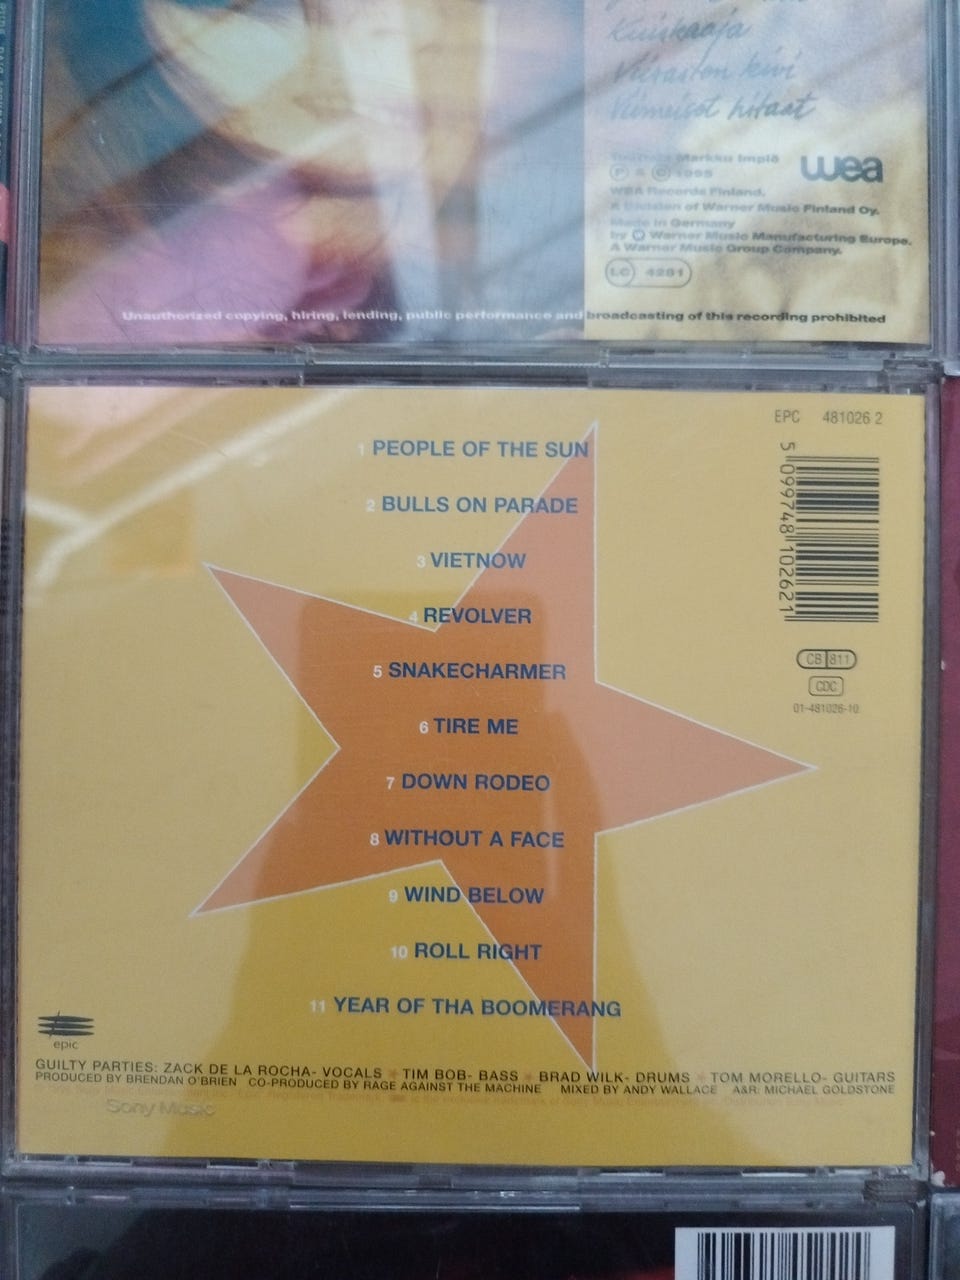 Kuiskaaja
Viisasten kivi
Viimeiset hitaat
Markku Impiö
wea
P & C 1995
WEA Records Finland.
A Division of Warner Music Finland Oy.
Made in Germany
by Warner Music Manufacturing Europe.
A Warner Music Group Company.
LC 4281
Unauthorized copying, hiring, lending, public performance and broadcasting of this recording prohibited
EPC 481026 2
1 PEOPLE OF THE SUN
2 BULLS ON PARADE
3 VIETNOW
4 REVOLVER
5 SNAKECHARMER
6 TIRE ME
7 DOWN RODEO
8 WITHOUT A FACE
9 WIND BELOW
10 ROLL RIGHT
11 YEAR OF THA BOOMERANG
5 099748 102621
CB 811
CDC
01-481026-10
epic
GUILTY PARTIES: ZACK DE LA ROCHA- VOCALS ★ TIM BOB- BASS ★ BRAD WILK- DRUMS ★ TOM MORELLO- GUITARS
PRODUCED BY BRENDAN O'BRIEN CO-PRODUCED BY RAGE AGAINST THE MACHINE MIXED BY ANDY WALLACE A&R: MICHAEL GOLDSTONE
Sony Music